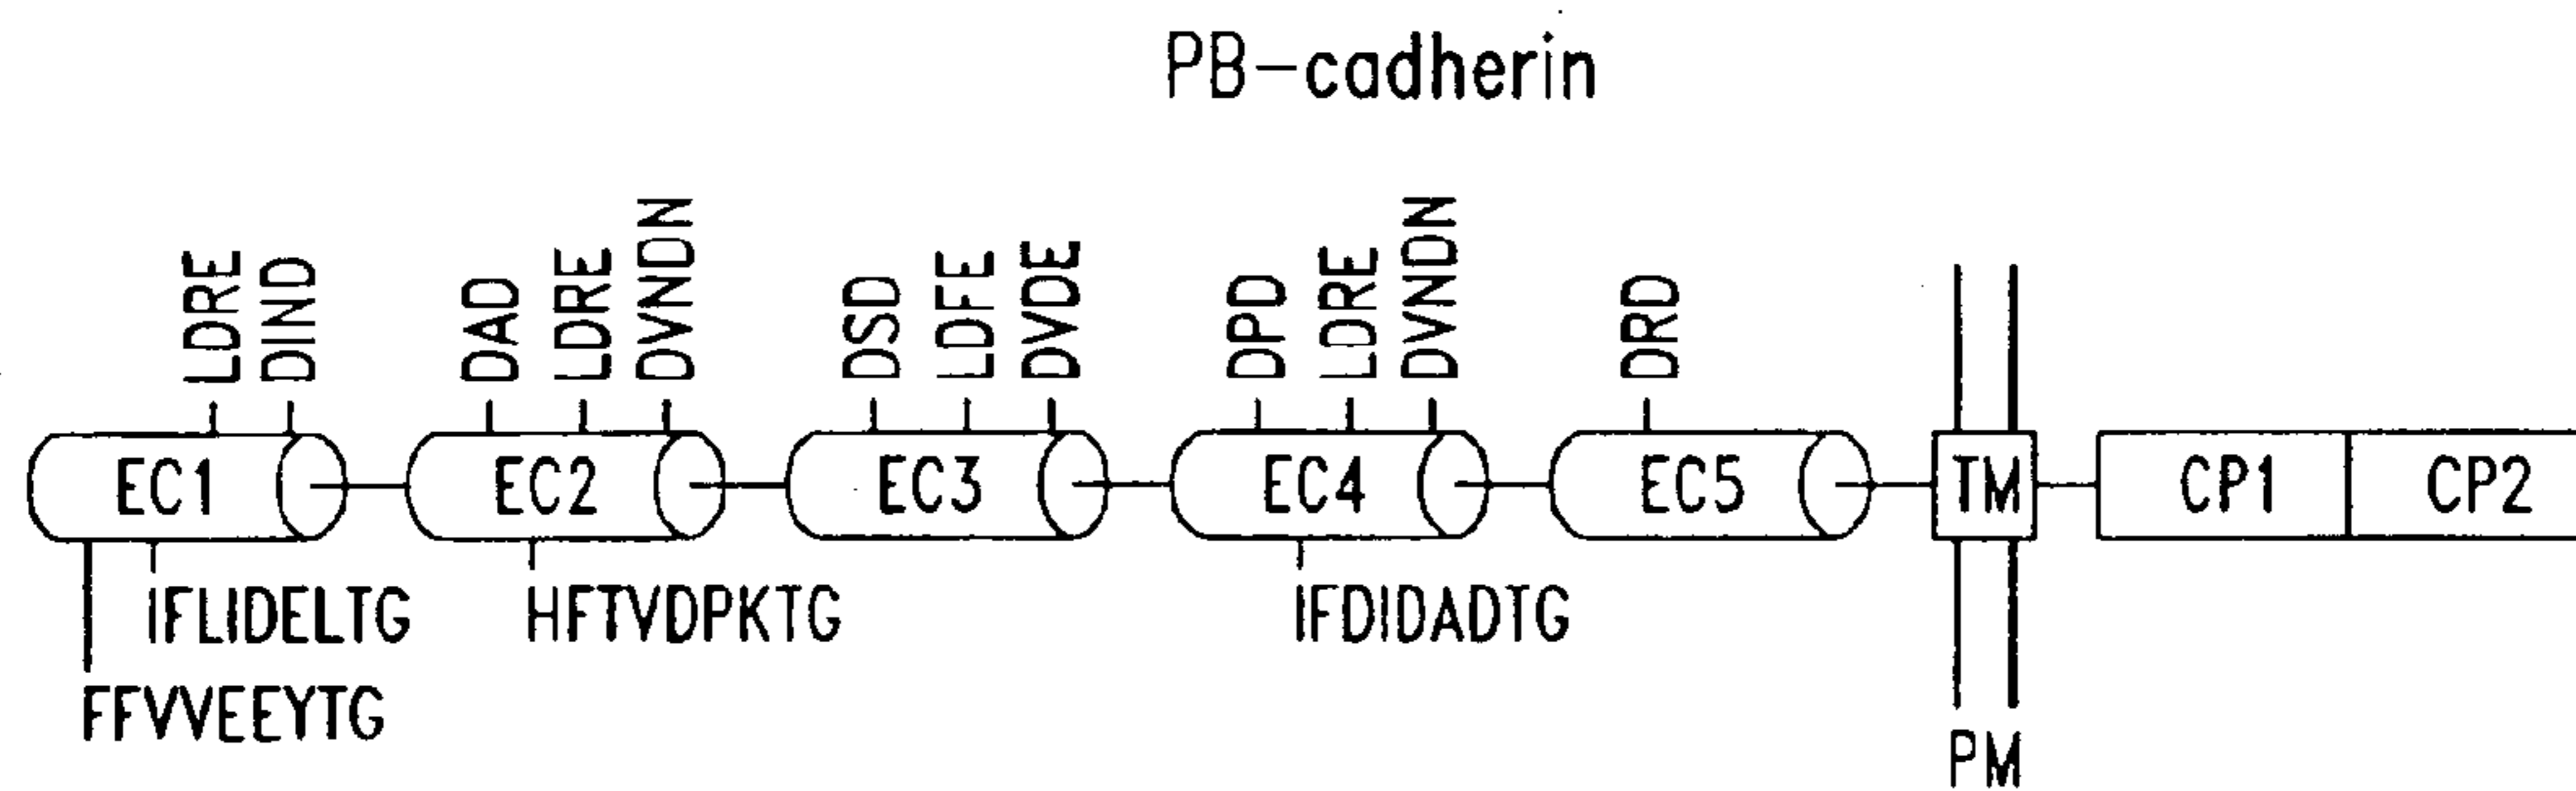 PB-cadherin
LDRE DIND DAD LDRE DVNDN DSD LDFE DVDE DPD LDRE DVNDN DRD
EC1 EC2 EC3 EC4 EC5 TM CP1 CP2
IFLIDELTG HFTVDPKTG IFDIDADTG
FFVVEEYTG
PM